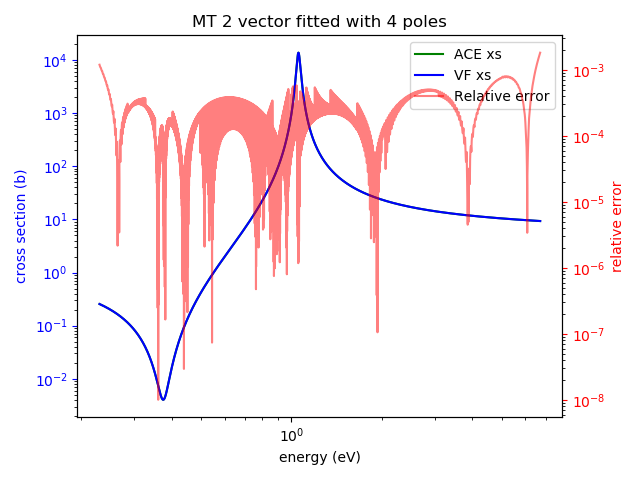 MT 2 vector fitted with 4 poles
ACE xs
VF xs
Relative error
10^4
10^3
10^2
10^1
10^0
10^-1
10^-2
cross section (b)
10^-3
10^-4
10^-5
10^-6
10^-7
10^-8
relative error
10^0
energy (eV)